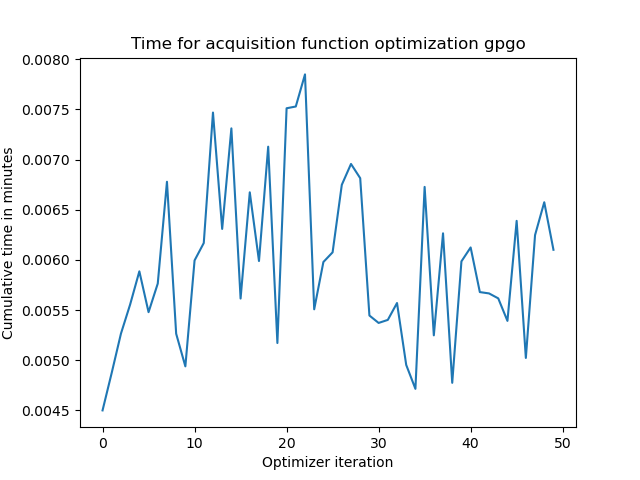 Time for acquisition function optimization gpgo
0.0080
0.0075
0.0070
0.0065
0.0060
0.0055
0.0050
0.0045
Cumulative time in minutes
0 10 20 30 40 50
Optimizer iteration